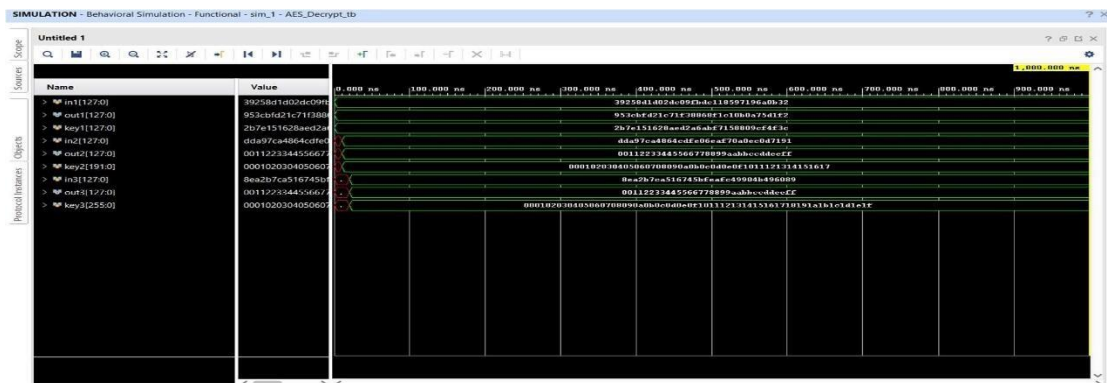 SIMULATION - Behavioral Simulation - Functional - sim_1 - AES_Decrypt_tb
Untitled 1
Scope
Sources
Objects
Protocol Instances
1,000.000 ns
Name Value 0.000 ns 100.000 ns 200.000 ns 300.000 ns 400.000 ns 500.000 ns 600.000 ns 700.000 ns 800.000 ns 900.000 ns
in1[127:0] 39258d1d02dc09fb
out1[127:0] 953cbfd21c71f388
key1[127:0] 2b7e151628aed2a6 2b7e151628aed2a6abf7158809cf4f3c
in2[127:0] dda97ca4864cdfe0 dda97ca4864cdfe06eaf70a0ec0d7191
out2[127:0] 0011223344556677 00112233445566778899aabbccddeeff
key2[191:0] 0001020304050607 000102030405060708090a0b0c0d0e0f1011121314151617
in3[127:0] 8ea2b7ca516745bf 8ea2b7ca516745bfeafc49904b496089
out3[127:0] 0011223344556677 00112233445566778899aabbccddeeff
key3[255:0] 0001020304050607 000102030405060708090a0b0c0d0e0f101112131415161718191a1b1c1d1e1f